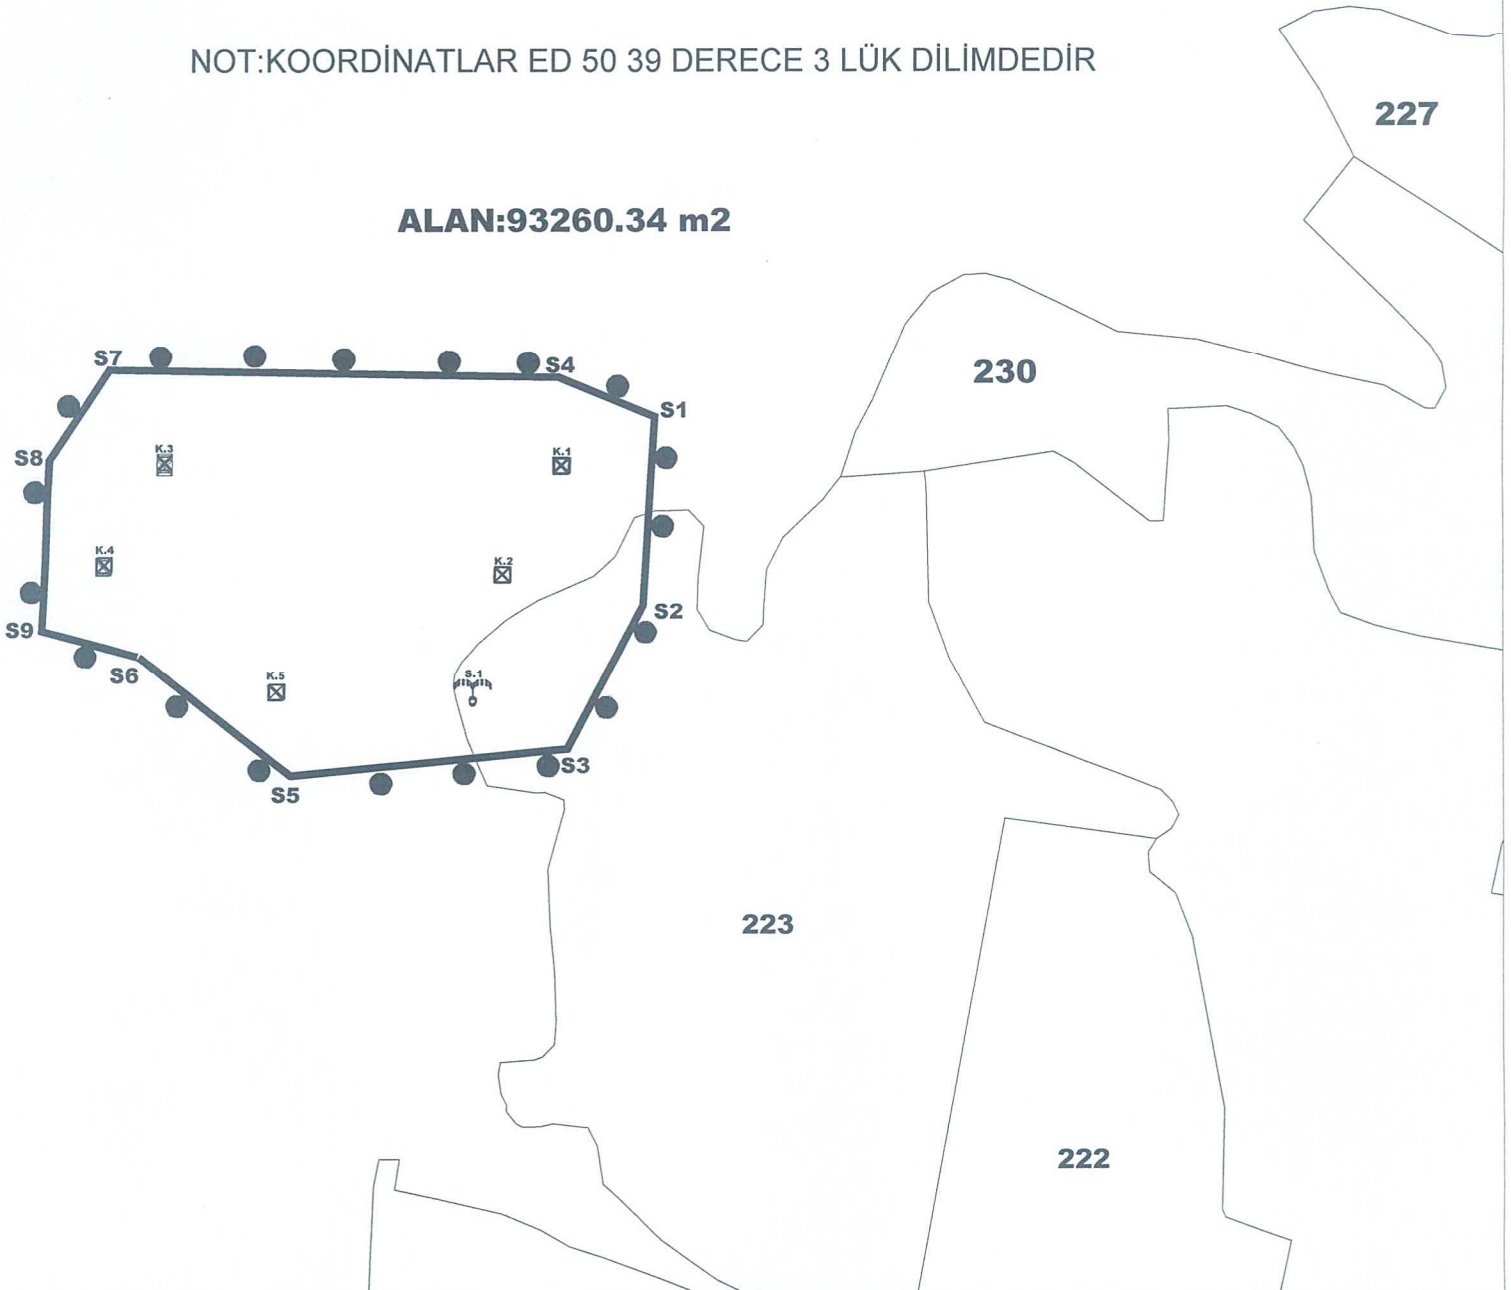 NOT:KOORDİNATLAR ED 50 39 DERECE 3 LÜK DİLİMDEDİR
227
ALAN:93260.34 m2
S7
S4
230
S1
K.3
K.1
S8
K.4
K.2
S2
S9
S6
K.5
S.1
S3
S5
223
222